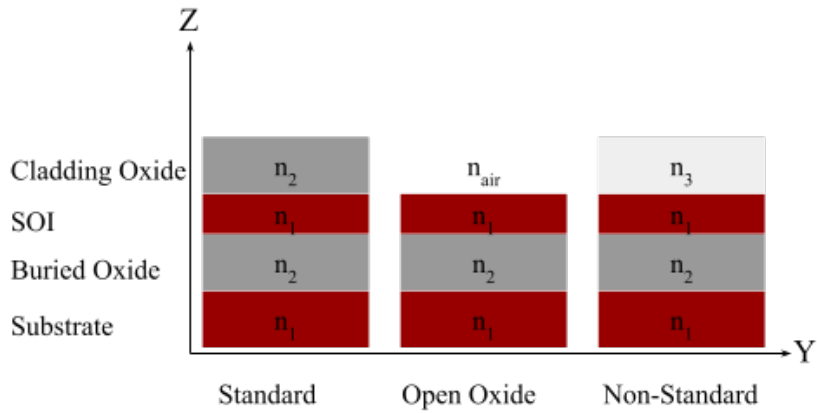 Z
Cladding Oxide n₂ n_air n₃
SOI n₁ n₁ n₁
Buried Oxide n₂ n₂ n₂
Substrate n₁ n₁ n₁
Y
Standard Open Oxide Non-Standard